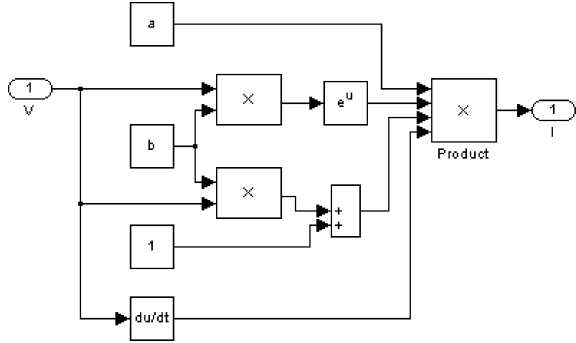 a
1
V
×
e^u
×
1
I
Product
b
×
+
+
1
du/dt